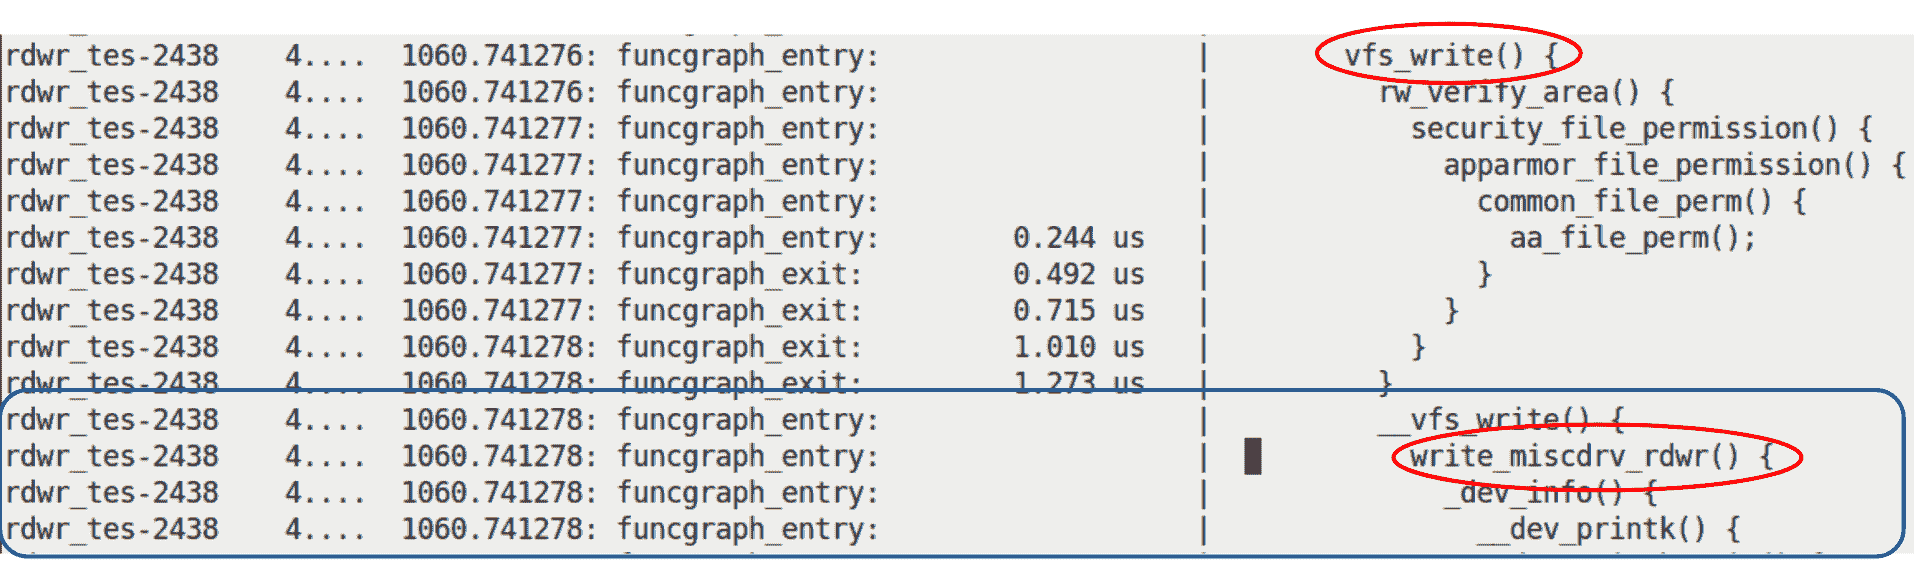 rdwr_tes-2438    4....  1060.741276: funcgraph_entry:                   |        vfs_write() {
rdwr_tes-2438    4....  1060.741276: funcgraph_entry:                   |          rw_verify_area() {
rdwr_tes-2438    4....  1060.741277: funcgraph_entry:                   |            security_file_permission() {
rdwr_tes-2438    4....  1060.741277: funcgraph_entry:                   |              apparmor_file_permission() {
rdwr_tes-2438    4....  1060.741277: funcgraph_entry:                   |                common_file_perm() {
rdwr_tes-2438    4....  1060.741277: funcgraph_entry:        0.244 us   |                  aa_file_perm();
rdwr_tes-2438    4....  1060.741277: funcgraph_exit:         0.492 us   |                }
rdwr_tes-2438    4....  1060.741277: funcgraph_exit:         0.715 us   |              }
rdwr_tes-2438    4....  1060.741278: funcgraph_exit:         1.010 us   |            }
rdwr_tes-2438    4....  1060.741278: funcgraph_exit:         1.273 us   |          }
rdwr_tes-2438    4....  1060.741278: funcgraph_entry:                   |          __vfs_write() {
rdwr_tes-2438    4....  1060.741278: funcgraph_entry:                   |            write_miscdrv_rdwr() {
rdwr_tes-2438    4....  1060.741278: funcgraph_entry:                   |              _dev_info() {
rdwr_tes-2438    4....  1060.741278: funcgraph_entry:                   |                __dev_printk() {